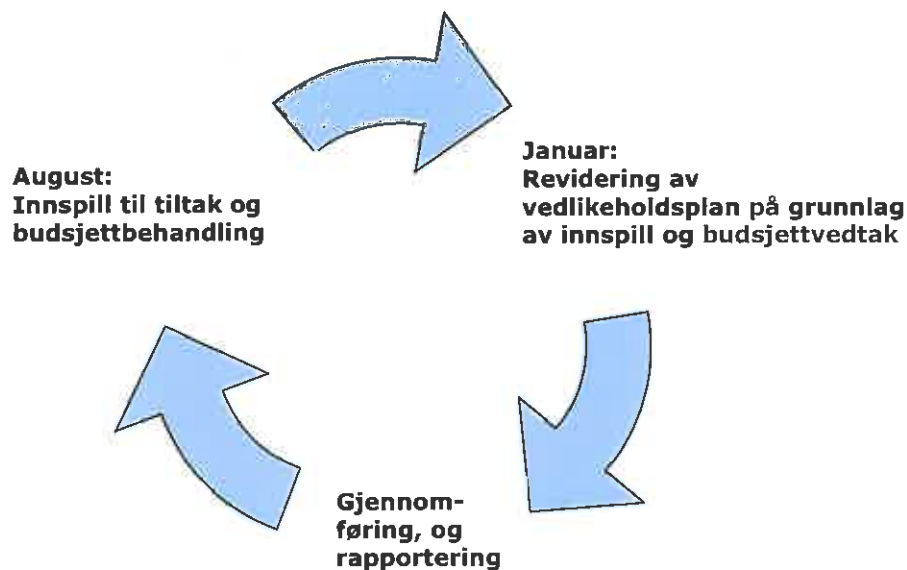 August:
Innspill til tiltak og
budsjettbehandling
Januar:
Revidering av
vedlikeholdsplan på grunnlag
av innspill og budsjettvedtak
Gjennom-
føring, og
rapportering